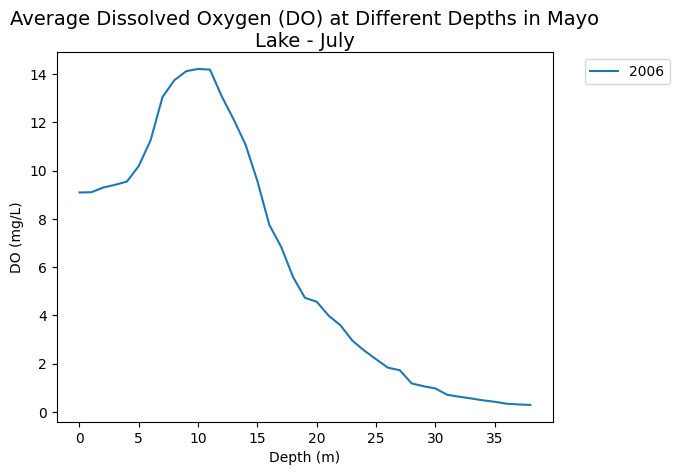 Average Dissolved Oxygen (DO) at Different Depths in Mayo
Lake - July
2006
DO (mg/L)
14
12
10
8
6
4
2
0
0 5 10 15 20 25 30 35
Depth (m)